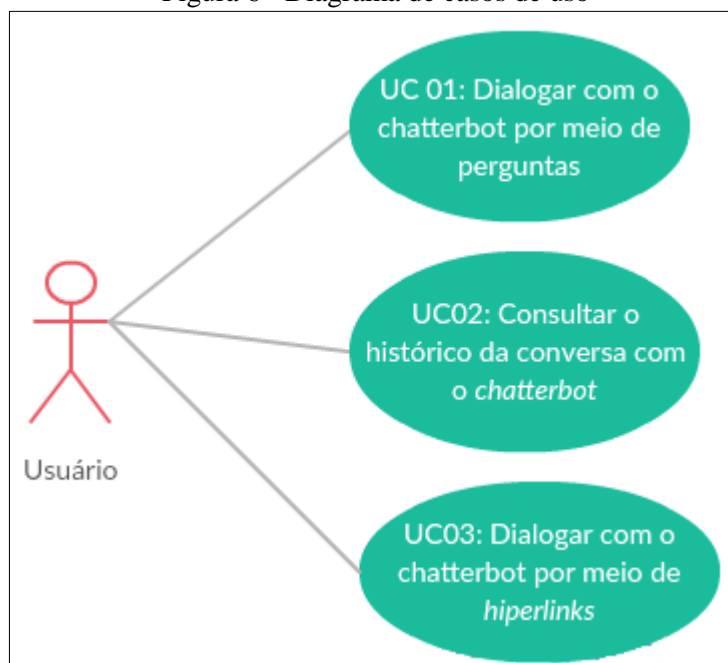 UC 01: Dialogar com o
chatterbot por meio de
perguntas
UC02: Consultar o
histórico da conversa com
o chatterbot
Usuário
UC03: Dialogar com o
chatterbot por meio de
hiperlinks